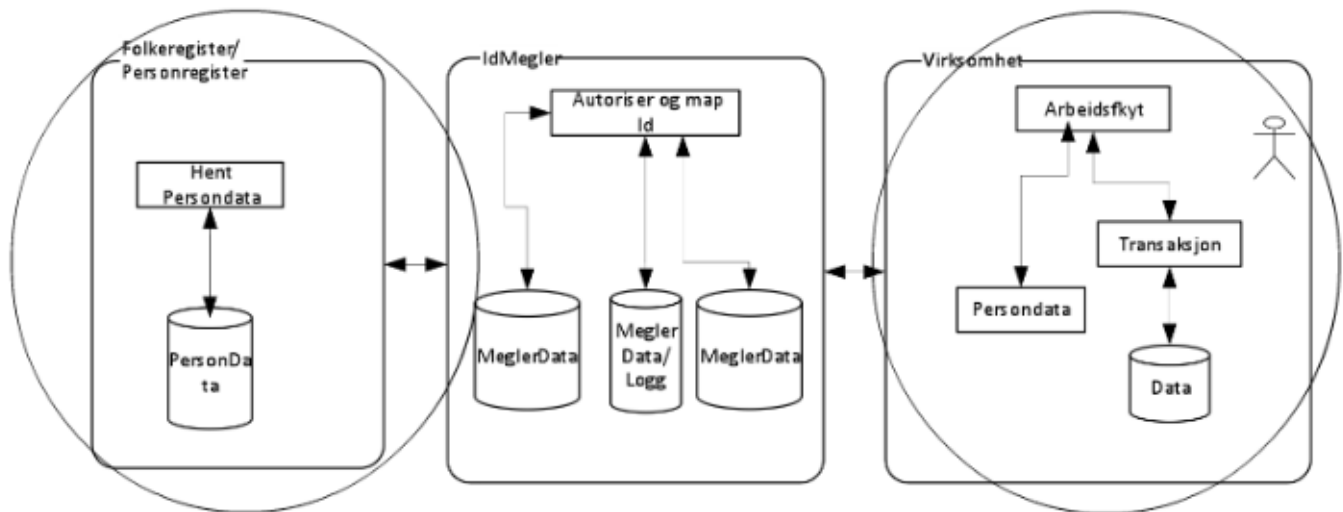 Folkeregister/
Personregister
Hent
Persondata
PersonDa
ta
IdMegler
Autoriser og map
Id
MeglerData
Megler
Data/
Logg
MeglerData
Virksomhet
Arbeidsfkyt
Transaksjon
Persondata
Data